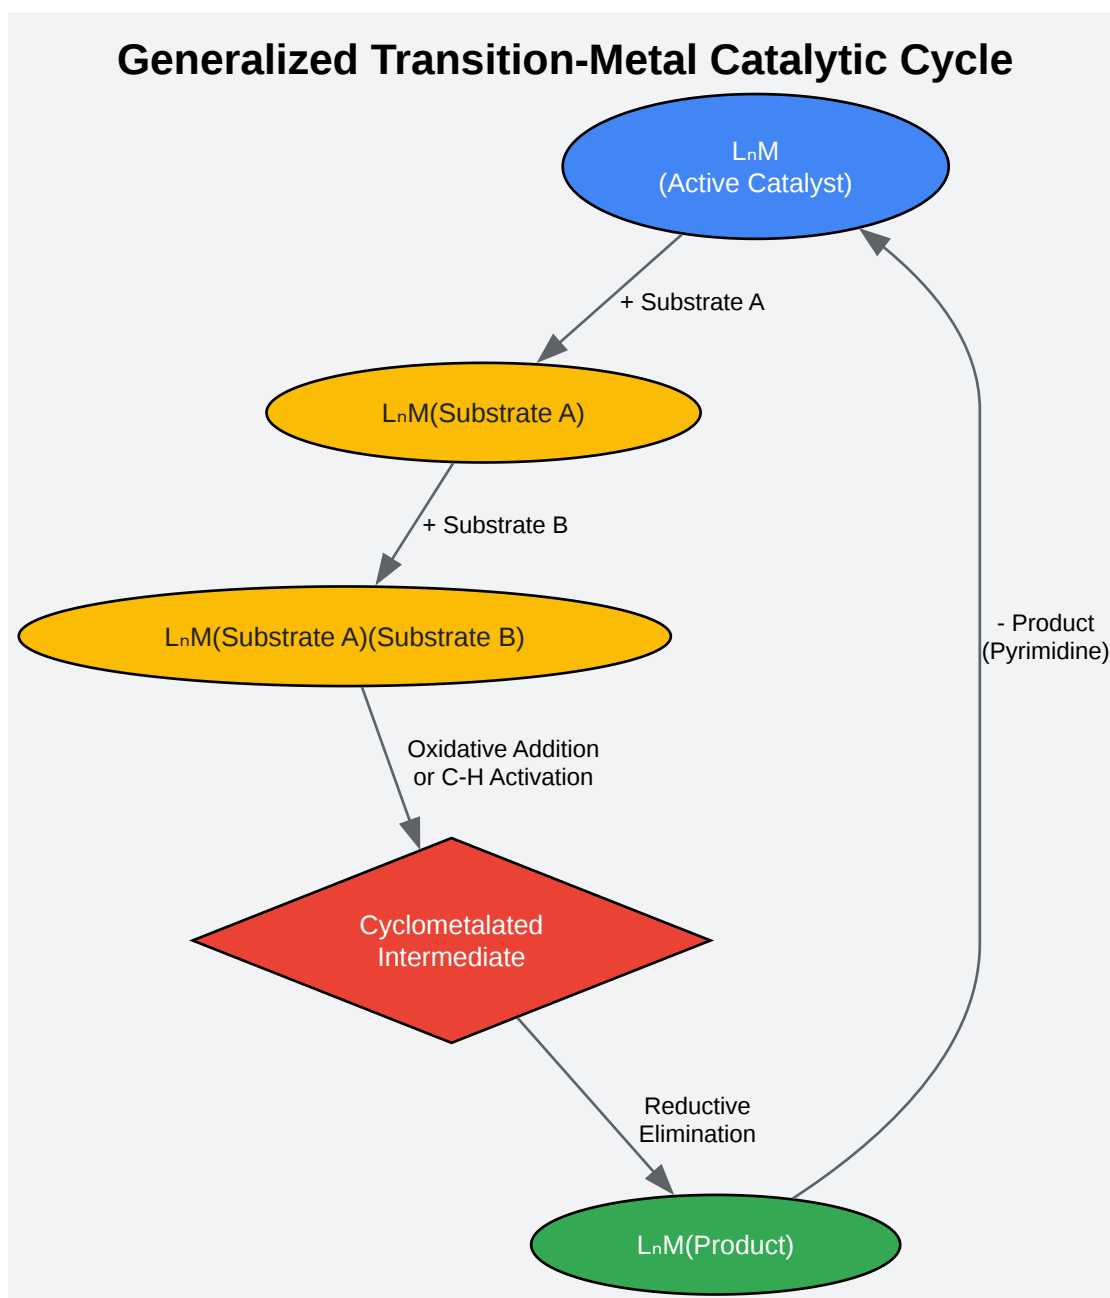 Generalized Transition-Metal Catalytic Cycle
LₙM
(Active Catalyst)
+ Substrate A
LₙM(Substrate A)
+ Substrate B
LₙM(Substrate A)(Substrate B)
- Product
(Pyrimidine)
Oxidative Addition
or C-H Activation
Cyclometalated
Intermediate
Reductive
Elimination
LₙM(Product)